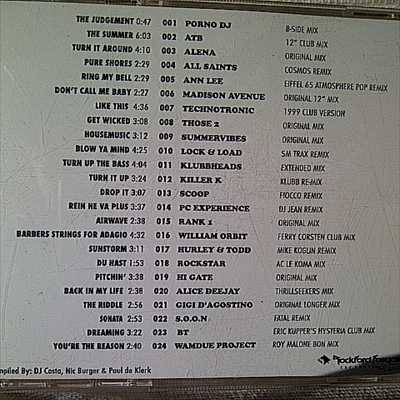 THE JUDGEMENT 0:47 001 PORNO DJ B-SIDE MIX
THE SUMMER 6:03 002 ATB 12" CLUB MIX
TURN IT AROUND 4:10 003 ALENA ORIGINAL MIX
PURE SHORES 2:29 004 ALL SAINTS COSMOS REMIX
RING MY BELL 2:29 005 ANN LEE EIFFEL 65 ATMOSPHERE POP REMIX
DON'T CALL ME BABY 2:27 006 MADISON AVENUE ORIGINAL 12" MIX
LIKE THIS 4:36 007 TECHNOTRONIC 1999 CLUB VERSION
GET WICKED 3:08 008 THOSE 2 ORIGINAL MIX
HOUSEMUSIC 3:12 009 SUMMERVIBES ORIGINAL MIX
BLOW YA MIND 4:25 010 LOCK & LOAD SM TRAX REMIX
TURN UP THE BASS 4:04 011 KLUBBHEADS EXTENDED MIX
TURN IT UP 3:24 012 KILLER K KLUBB RE-MIX
DROP IT 3:07 013 SCOOP FIOCCO REMIX
REIN NE VA PLUS 3:12 014 PC EXPERIENCE DJ JEAN REMIX
AIRWAVE 2:38 015 RANK 1 ORIGINAL MIX
BARBERS STRINGS FOR ADAGIO 4:32 016 WILLIAM ORBIT FERRY CORSTEN CLUB MIX
SUNSTORM 3:11 017 HURLEY & TODD MIKE KOGLIN REMIX
DU HAST 1:53 018 ROCKSTAR AC LE KOMA MIX
PITCHIN' 3:38 019 HI GATE ORIGINAL MIX
BACK IN MY LIFE 2:38 020 ALICE DEEJAY THRILLSEEKERS MIX
THE RIDDLE 2:56 021 GIGI D'AGOSTINO ORIGINAL LONGER MIX
SONATA 2:53 022 S.O.O.N FATAL REMIX
DREAMING 3:22 023 BT ERIC KUPPER'S HYSTERIA CLUB MIX
YOU'RE THE REASON 2:40 024 WAMDUE PROJECT ROY MALONE BON MIX
mpiled By: DJ Costa, Nic Burger & Paul de Klerk